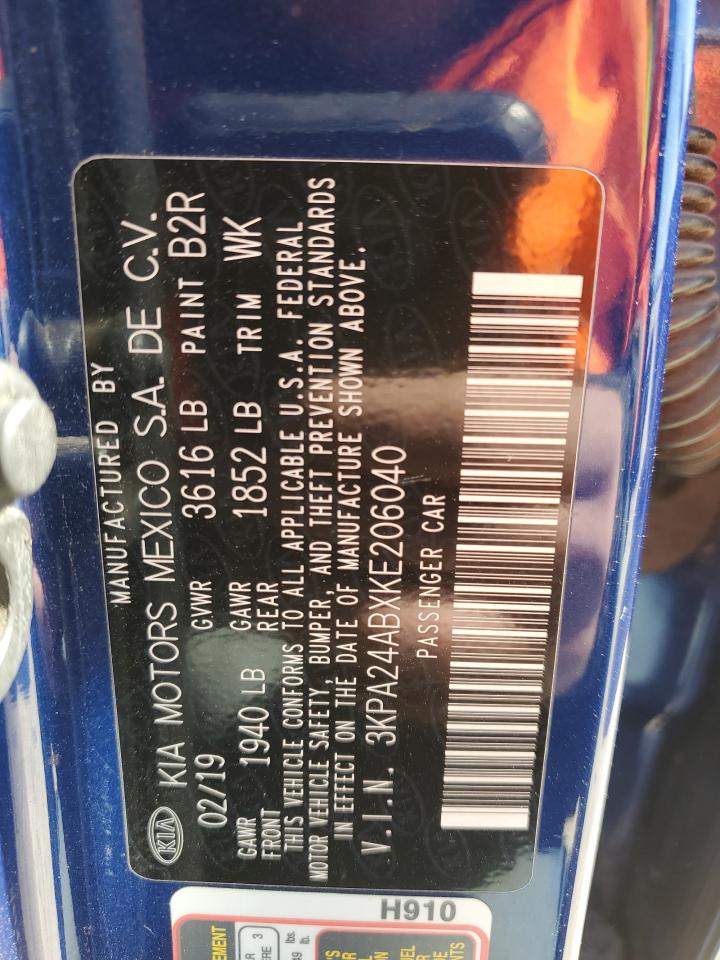 MANUFACTURED BY
KIA KIA MOTORS MEXICO S.A. DE C.V.
02/19 GVWR 3616 LB PAINT B2R
GAWR FRONT 1940 LB GAWR REAR 1852 LB TRIM WK
THIS VEHICLE CONFORMS TO ALL APPLICABLE U.S.A. FEDERAL
MOTOR VEHICLE SAFETY, BUMPER, AND THEFT PREVENTION STANDARDS
IN EFFECT ON THE DATE OF MANUFACTURE SHOWN ABOVE.
V.I.N. 3KPA24ABXKE206040
PASSENGER CAR
H910